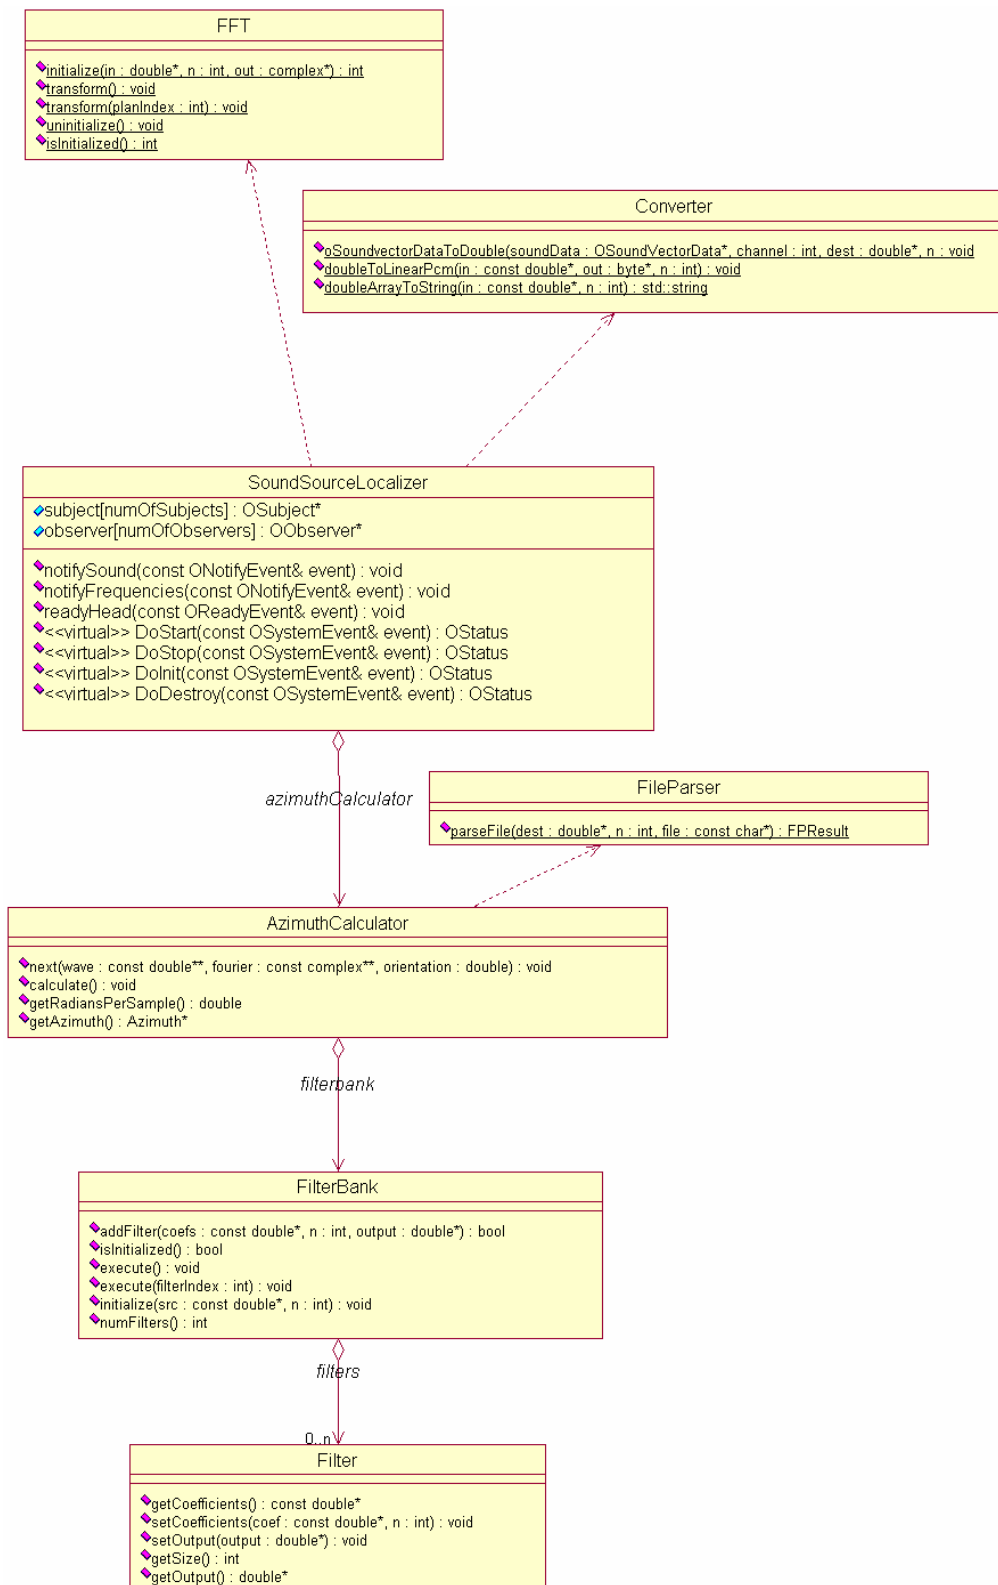 FFT
initialize(in : double*, n : int, out : complex*) : int
transform() : void
transform(planIndex : int) : void
uninitialize() : void
isInitialized() : int
Converter
oSoundvectorDataToDouble(soundData : OSoundVectorData*, channel : int, dest : double*, n : void
doubleToLinearPcm(in : const double*, out : byte*, n : int) : void
doubleArrayToString(in : const double*, n : int) : std::string
SoundSourceLocalizer
subject[numOfSubjects] : OSubject*
observer[numOfObservers] : OObserver*
notifySound(const ONotifyEvent& event) : void
notifyFrequencies(const ONotifyEvent& event) : void
readyHead(const OReadyEvent& event) : void
<<virtual>> DoStart(const OSystemEvent& event) : OStatus
<<virtual>> DoStop(const OSystemEvent& event) : OStatus
<<virtual>> DoInit(const OSystemEvent& event) : OStatus
<<virtual>> DoDestroy(const OSystemEvent& event) : OStatus
azimuthCalculator
FileParser
parseFile(dest : double*, n : int, file : const char*) : FPResult
AzimuthCalculator
next(wave : const double**, fourier : const complex**, orientation : double) : void
calculate() : void
getRadiansPerSample() : double
getAzimuth() : Azimuth*
filterbank
FilterBank
addFilter(coefs : const double*, n : int, output : double*) : bool
isInitialized() : bool
execute() : void
execute(filterIndex : int) : void
initialize(src : const double*, n : int) : void
numFilters() : int
filters
0..n
Filter
getCoefficients() : const double*
setCoefficients(coef : const double*, n : int) : void
setOutput(output : double*) : void
getSize() : int
getOutput() : double*